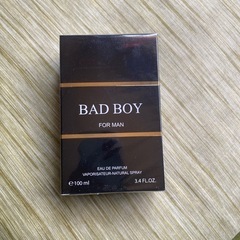 BAD BOY
FOR MAN
EAU DE PARFUM
VAPORISATEUR-NATURAL SPRAY
e 100 ml
3.4 FL.OZ.